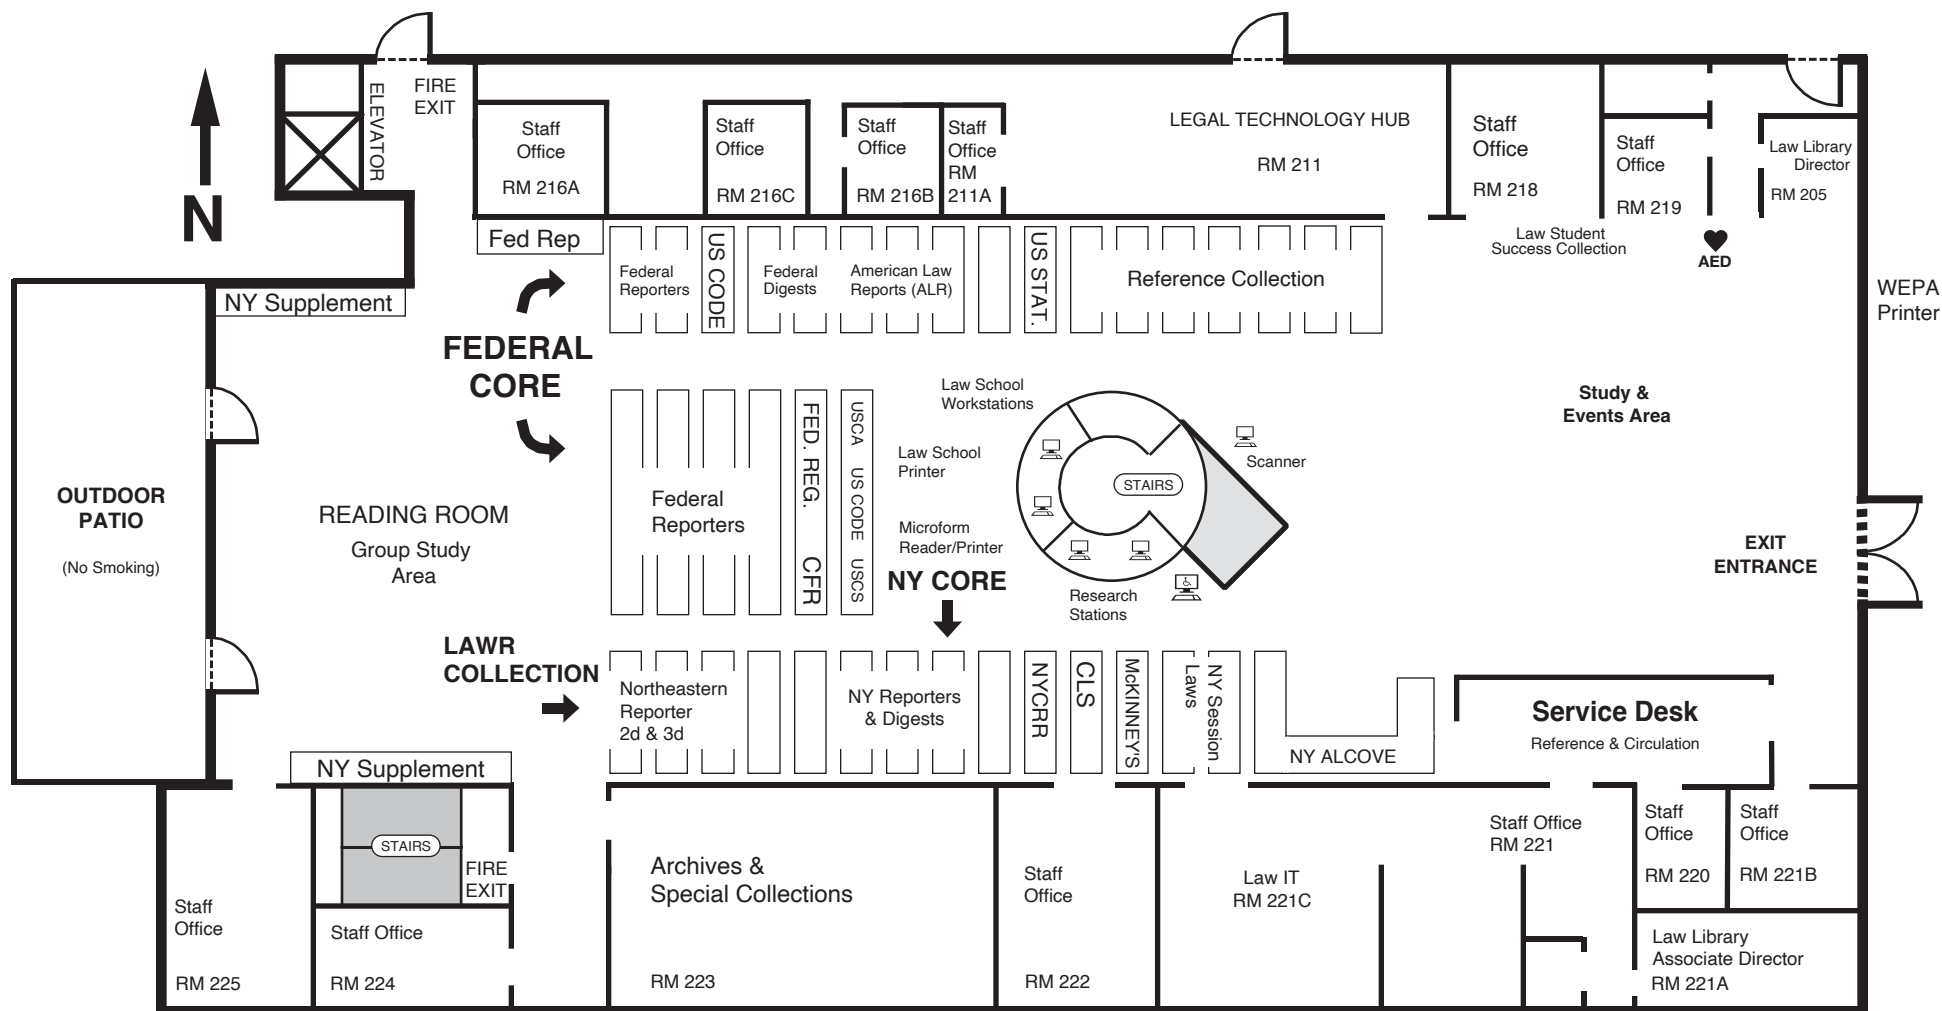 N
ELEVATOR
FIRE
EXIT
Staff
Office
RM 216A
Staff
Office
RM 216C
Staff
Office
RM 216B
Staff
Office
RM
211A
LEGAL TECHNOLOGY HUB
RM 211
Staff
Office
RM 218
Staff
Office
RM 219
Law Library
Director
RM 205
Law Student
Success Collection
AED
WEPA
Printer
Fed Rep
Federal
Reporters
US CODE
Federal
Digests
American Law
Reports (ALR)
US STAT.
Reference Collection
NY Supplement
FEDERAL
CORE
OUTDOOR
PATIO
(No Smoking)
READING ROOM
Group Study
Area
Federal
Reporters
FED. REG.
CFR
USCA
US CODE
USCS
Law School
Workstations
Law School
Printer
Microform
Reader/Printer
STAIRS
Scanner
Research
Stations
Study &
Events Area
EXIT
ENTRANCE
NY CORE
LAWR
COLLECTION
Northeastern
Reporter
2d & 3d
NY Reporters
& Digests
NYCRR
CLS
McKINNEY'S
NY Session
Laws
NY ALCOVE
Service Desk
Reference & Circulation
NY Supplement
STAIRS
FIRE
EXIT
Staff
Office
RM 225
Staff Office
RM 224
Archives &
Special Collections
RM 223
Staff
Office
RM 222
Law IT
RM 221C
Staff Office
RM 221
Staff
Office
RM 220
Staff
Office
RM 221B
Law Library
Associate Director
RM 221A